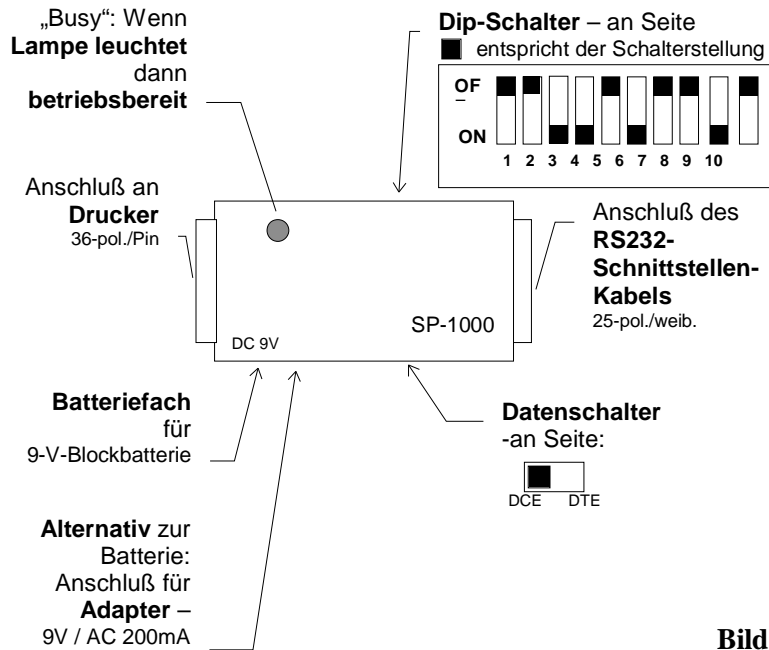 „Busy“: Wenn
Lampe leuchtet
dann
betriebsbereit
Dip-Schalter – an Seite
entspricht der Schalterstellung
OF
ON
1 2 3 4 5 6 7 8 9 10
Anschluß an
Drucker
36-pol./Pin
Anschluß des
RS232-
Schnittstellen-
Kabels
25-pol./weib.
SP-1000
DC 9V
Batteriefach
für
9-V-Blockbatterie
Datenschalter
-an Seite:
DCE DTE
Alternativ zur
Batterie:
Anschluß für
Adapter –
9V / AC 200mA
Bild